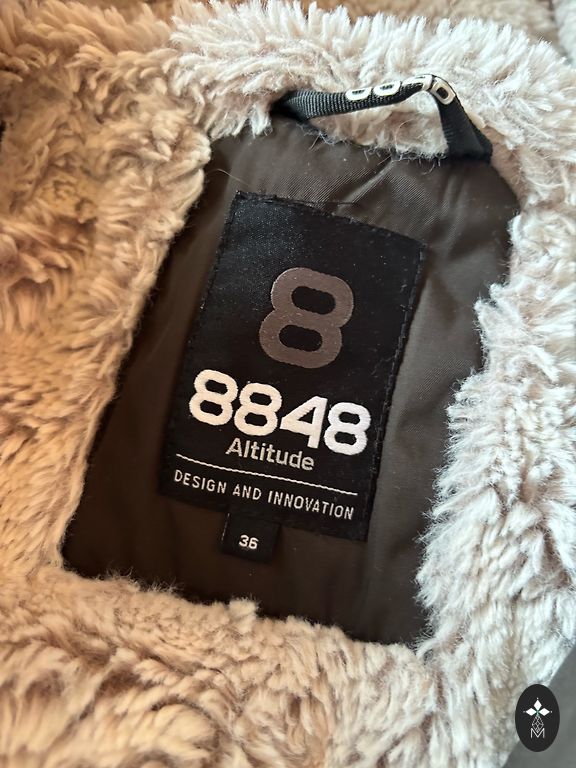 8
8848
Altitude
DESIGN AND INNOVATION
36
M